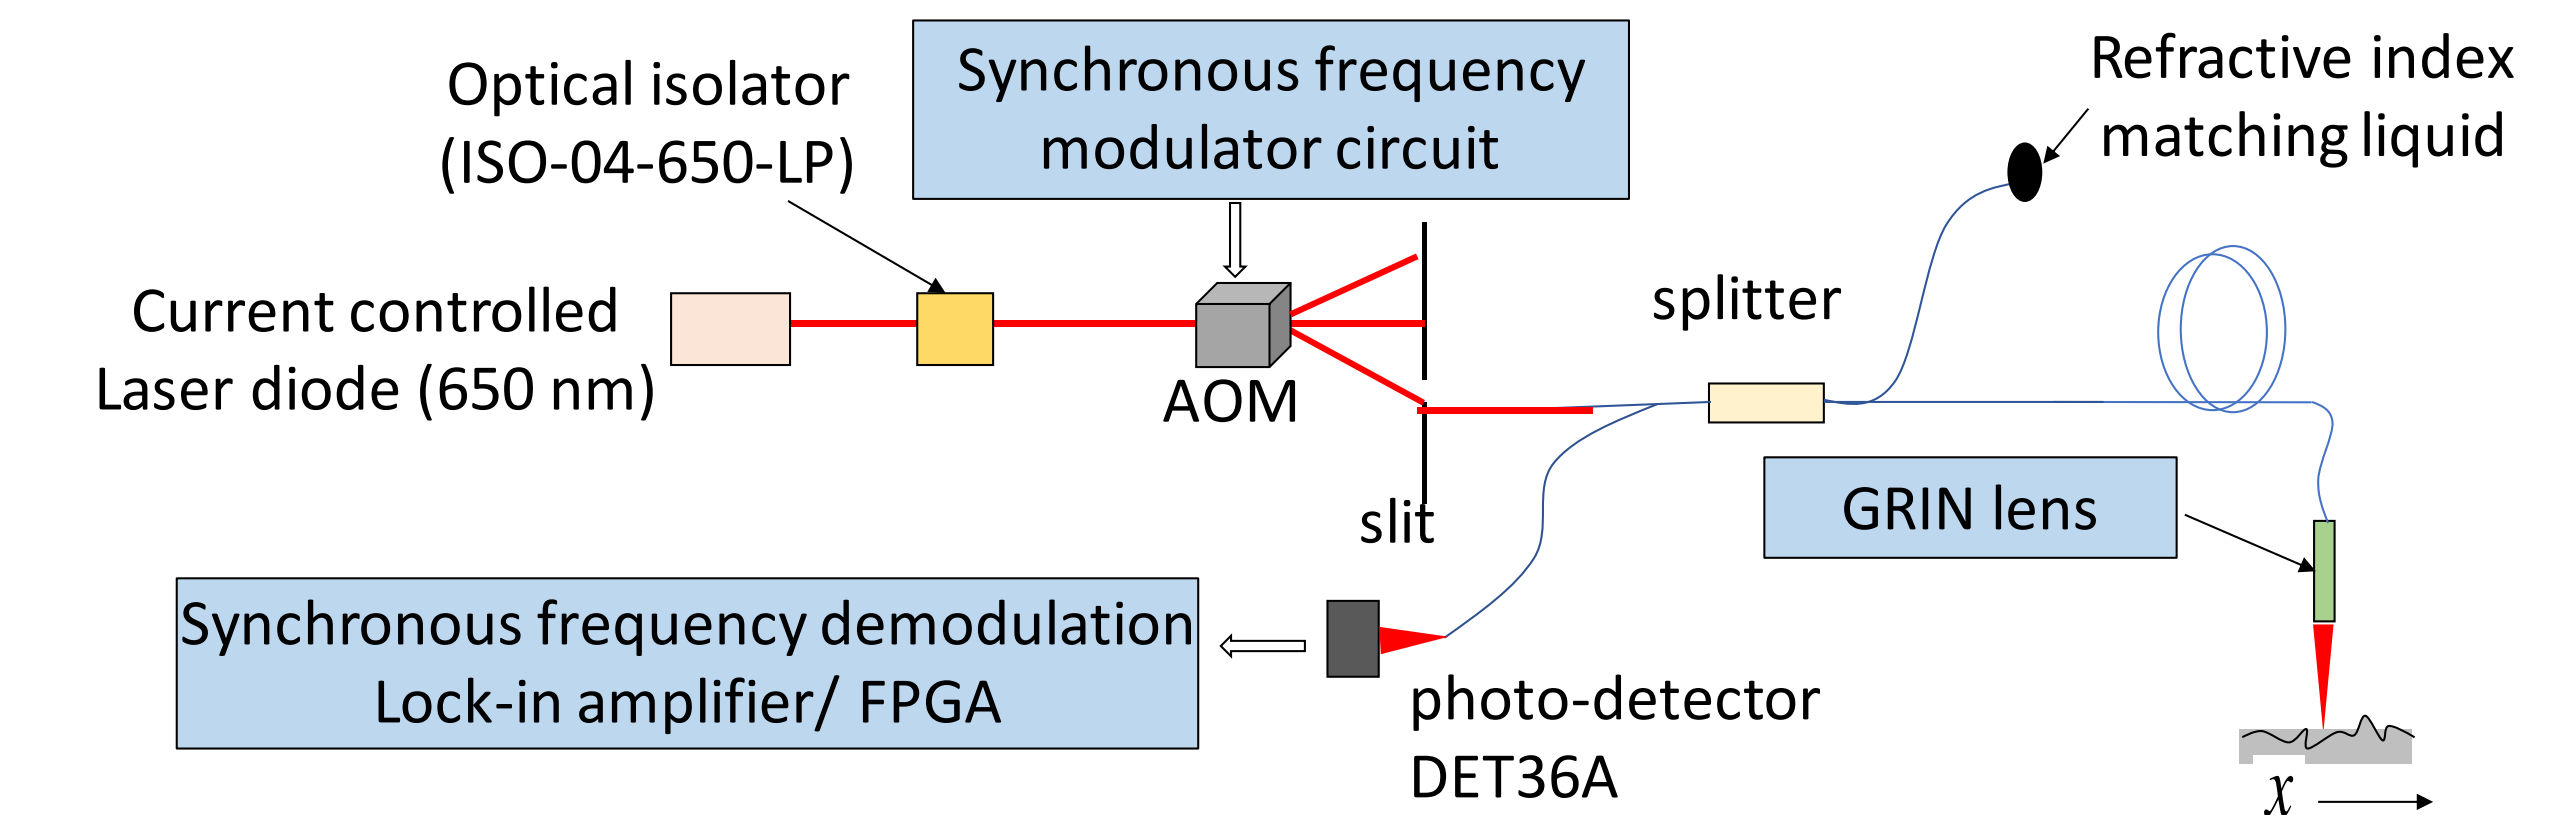 Optical isolator
(ISO-04-650-LP)
Synchronous frequency
modulator circuit
Refractive index
matching liquid
Current controlled
Laser diode (650 nm)
AOM
splitter
slit
GRIN lens
Synchronous frequency demodulation
Lock-in amplifier/ FPGA
photo-detector
DET36A
x